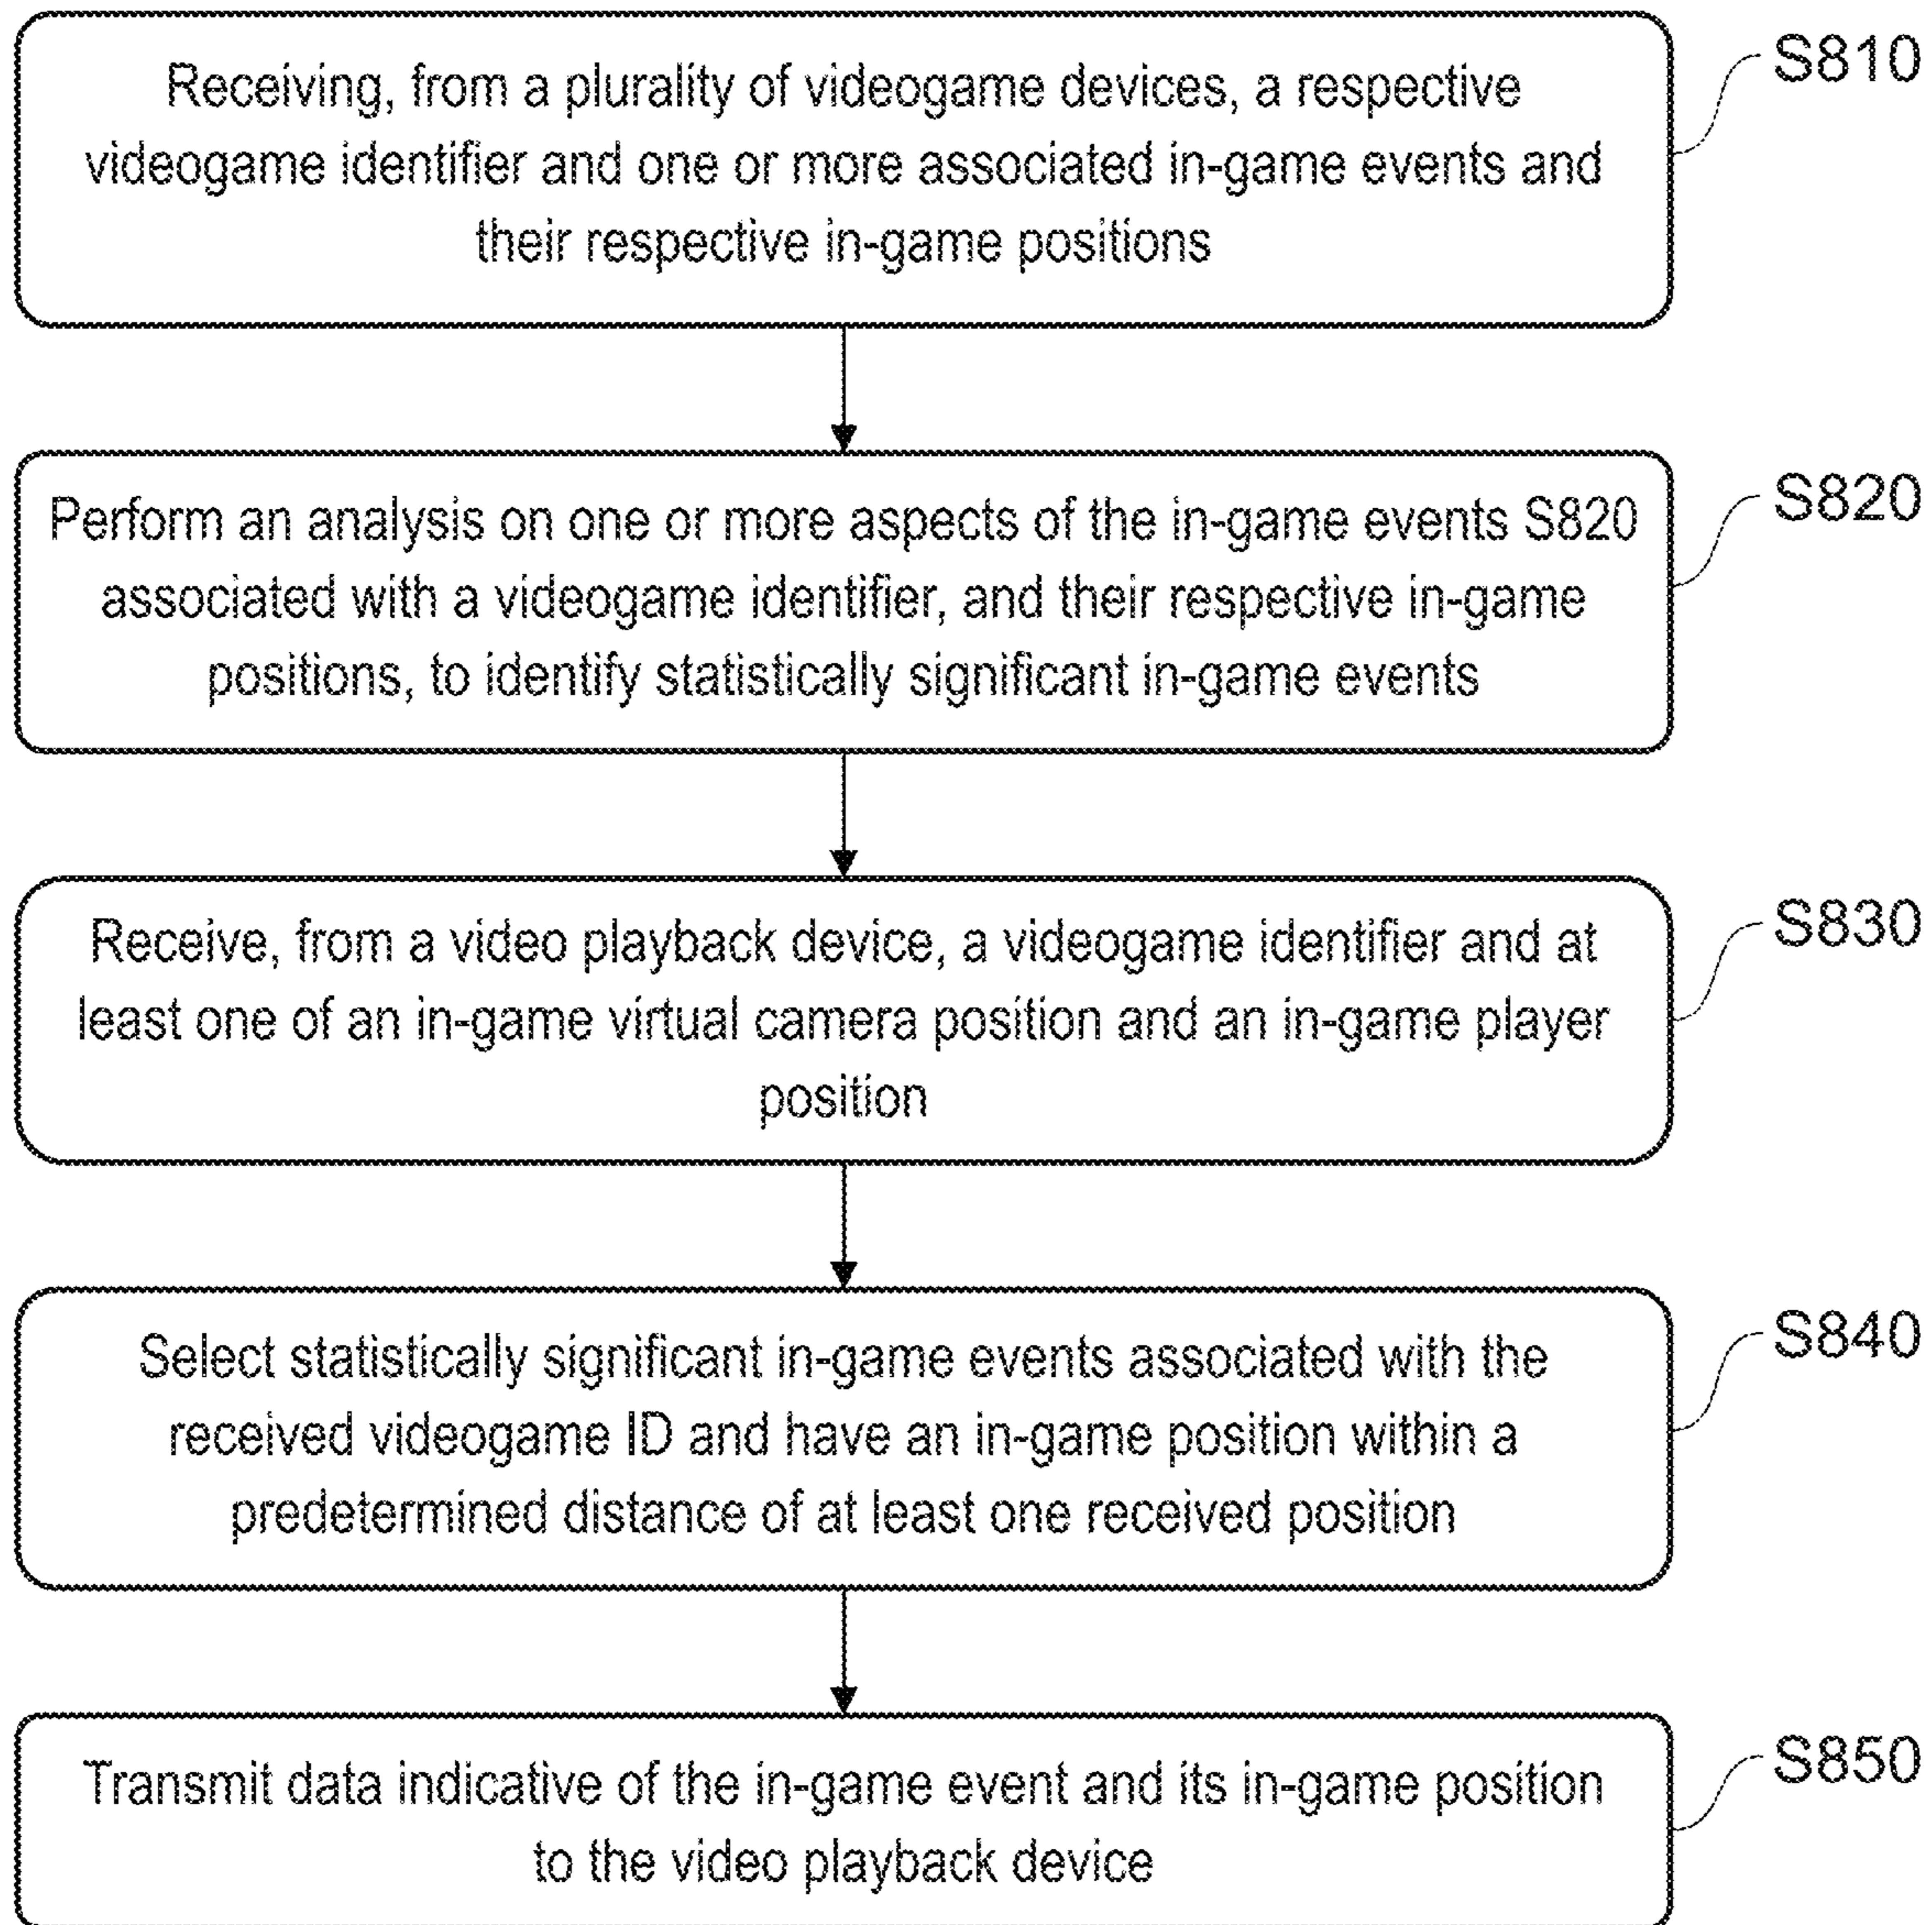 Receiving, from a plurality of videogame devices, a respective
videogame identifier and one or more associated in-game events and
their respective in-game positions
S810
Perform an analysis on one or more aspects of the in-game events S820
associated with a videogame identifier, and their respective in-game
positions, to identify statistically significant in-game events
S820
Receive, from a video playback device, a videogame identifier and at
least one of an in-game virtual camera position and an in-game player
position
S830
Select statistically significant in-game events associated with the
received videogame ID and have an in-game position within a
predetermined distance of at least one received position
S840
Transmit data indicative of the in-game event and its in-game position
to the video playback device
S850